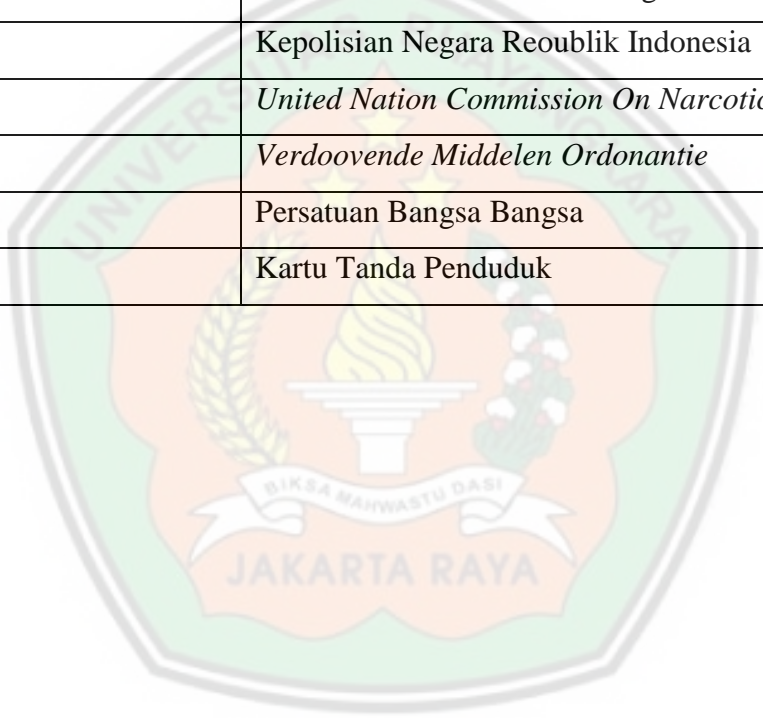 Kepolisian Negara Reoublik Indonesia
United Nation Commission On
Verdoovende Middelen Ordonantie
Persatuan Bangsa Bangsa
Kartu Tanda Penduduk
BIKSA MAHWASTU DASI
JAKARTA RAYA